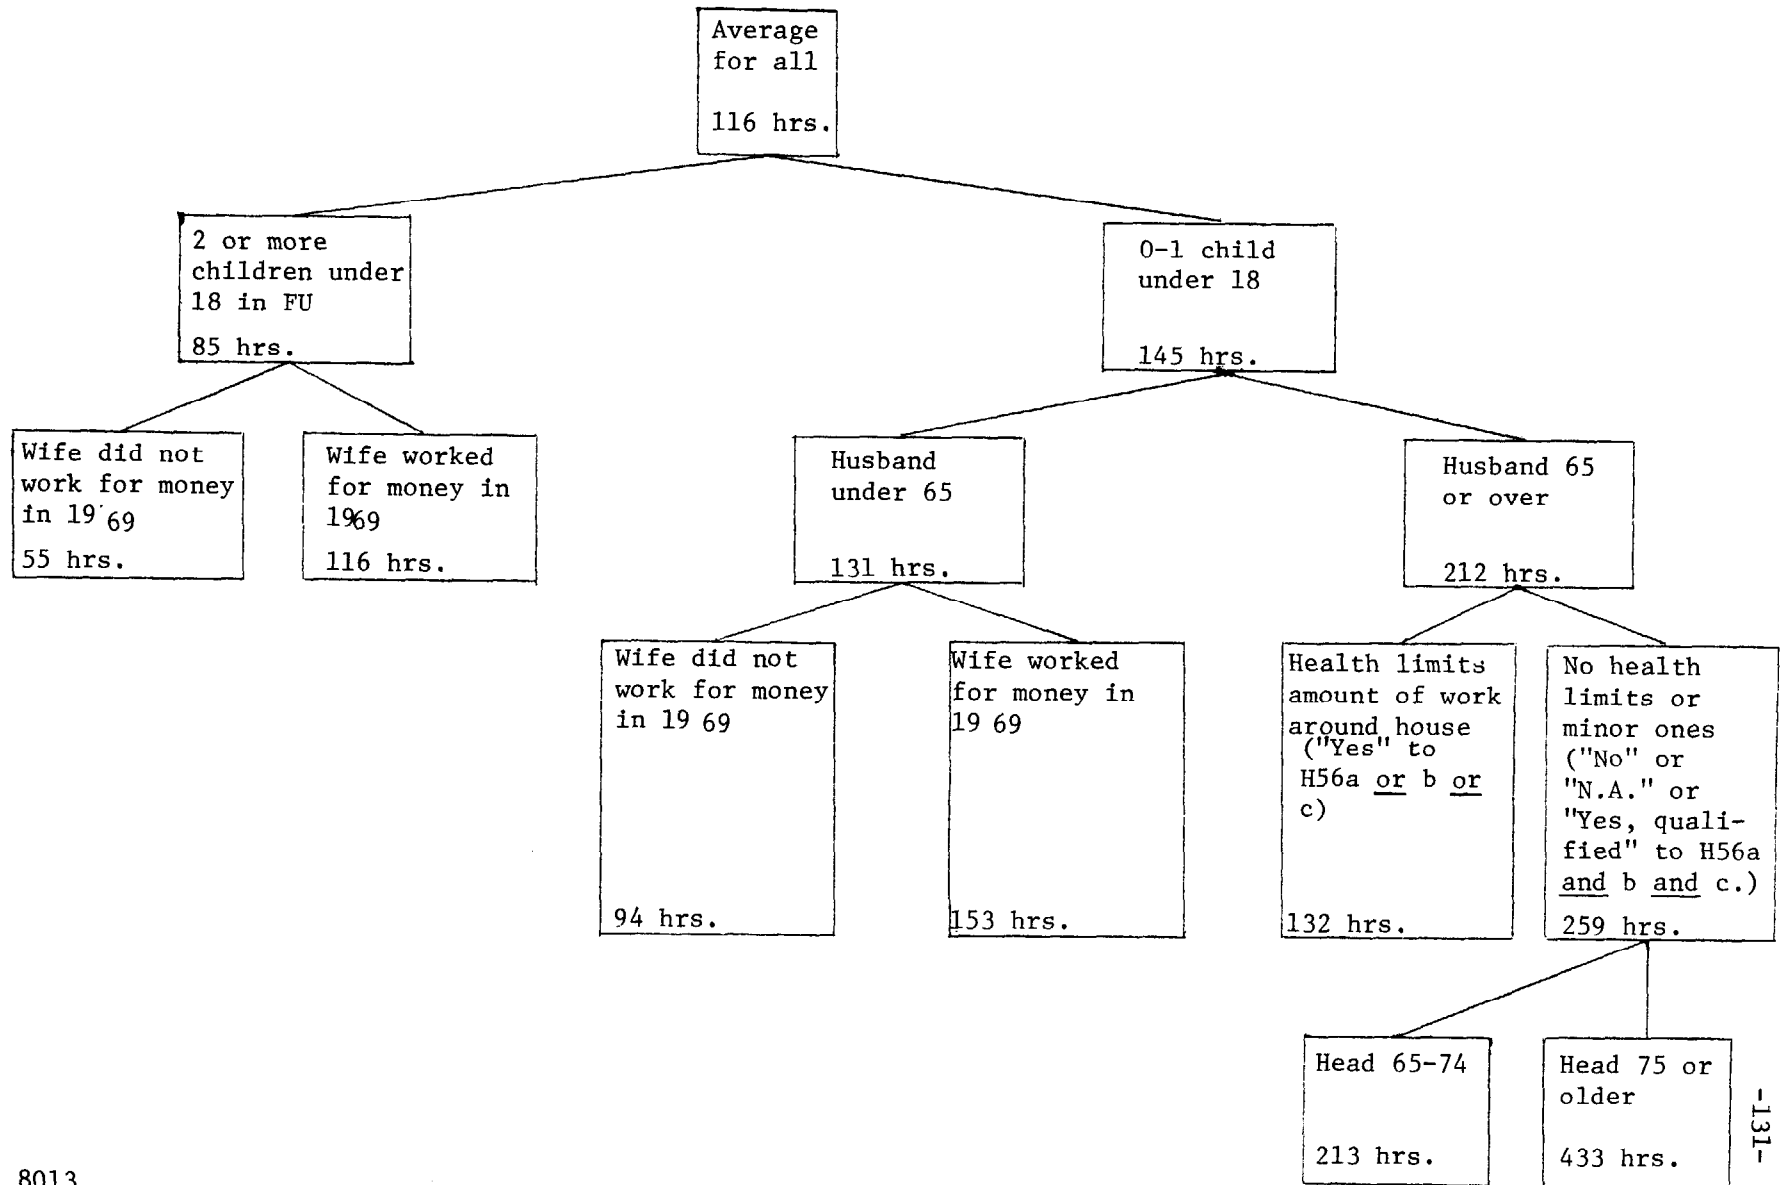 Average
for all
116 hrs.
2 or more
children under
18 in FU
85 hrs.
0-1 child
under 18
145 hrs.
Wife did not
work for money
in 1969
55 hrs.
Wife worked
for money in
1969
116 hrs.
Husband
under 65
131 hrs.
Husband 65
or over
212 hrs.
Wife did not
work for money
in 19 69
94 hrs.
Wife worked
for money in
19 69
153 hrs.
Health limits
amount of work
around house
("Yes" to
H56a or b or
c)
132 hrs.
No health
limits or
minor ones
("No" or
"N.A." or
"Yes, quali-
fied" to H56a
and b and c.)
259 hrs.
Head 65-74
213 hrs.
Head 75 or
older
433 hrs.
-131-
8013